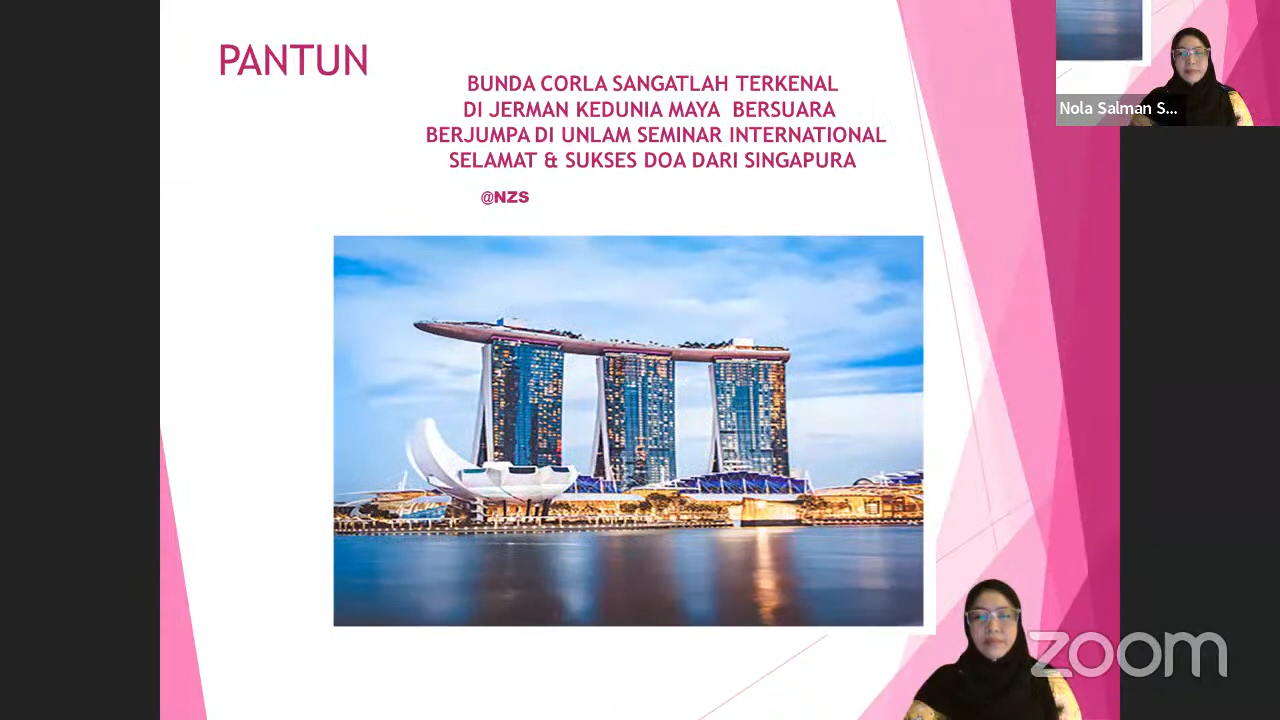 PANTUN
BUNDA CORLA SANGATLAH TERKENAL
DI JERMAN KEDUNIA MAYA BERSUARA
BERJUMPA DI UNLAM SEMINAR INTERNATIONAL
SELAMAT & SUKSES DOA DARI SINGAPURA
@NZS
Nola Salman S...
zoom